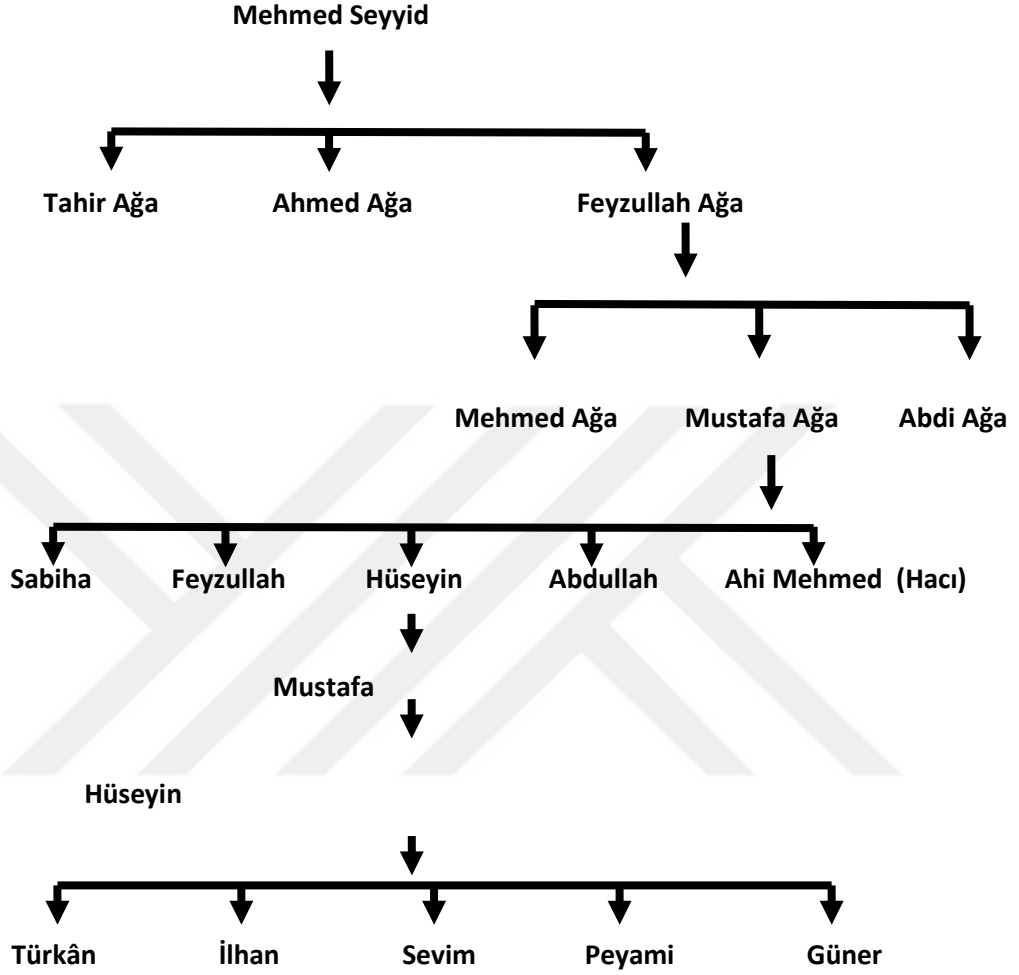 Mehmed Seyyid
Tahir Ağa Ahmed Ağa Feyzullah Ağa
Mehmed Ağa Mustafa Ağa Abdi Ağa
Sabiha Feyzullah Hüseyin Abdullah Ahi Mehmed (Hacı)
Mustafa
Hüseyin
Türkân İlhan Sevim Peyami Güner